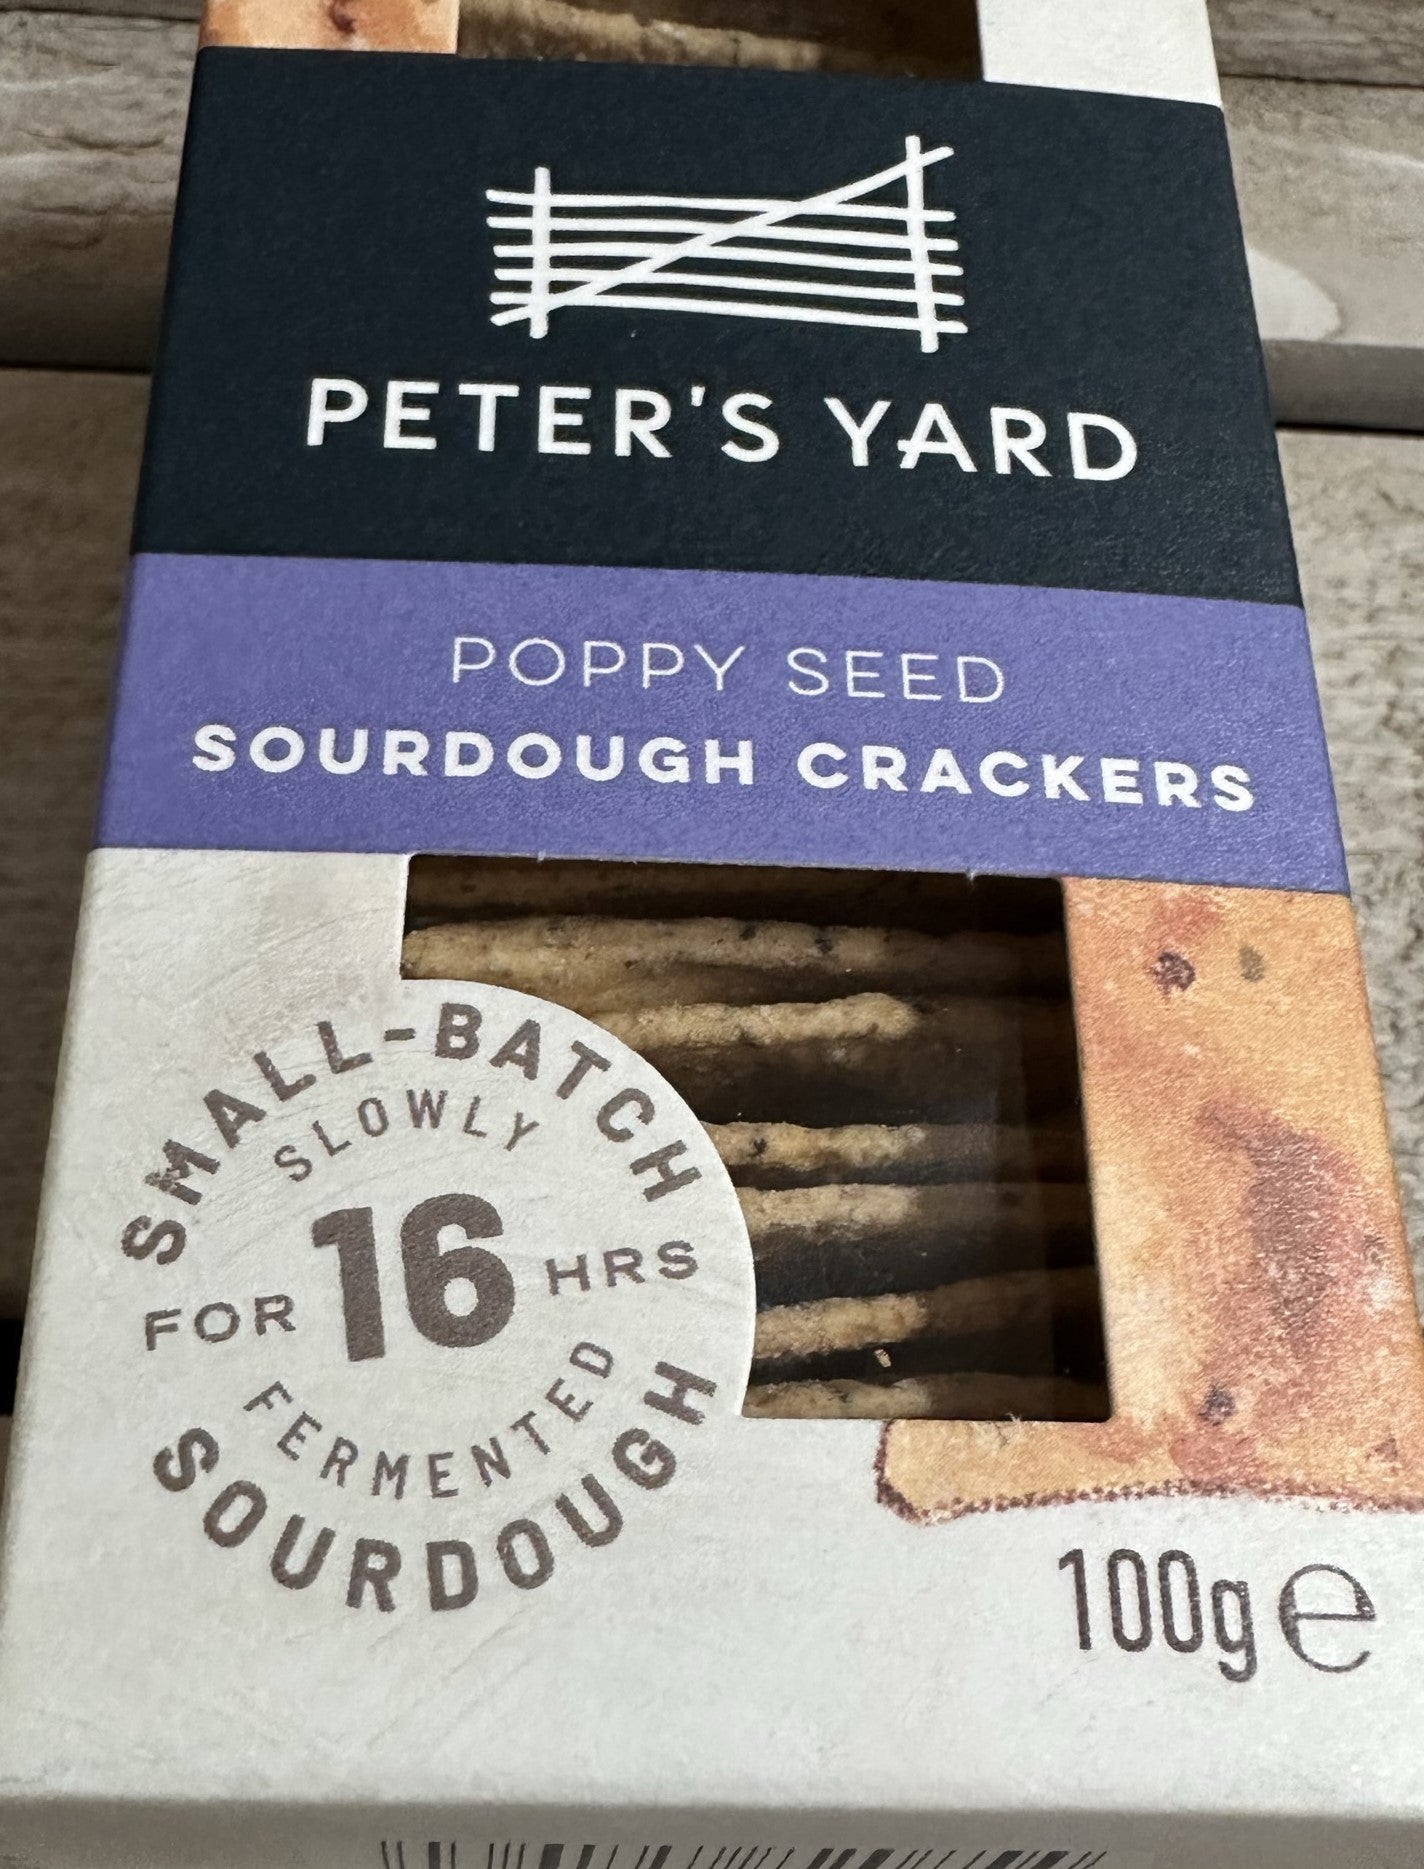 PETER'S YARD
POPPY SEED
SOURDOUGH CRACKERS
SMALL-BATCH
SLOWLY
FOR 16 HRS
FERMENTED
SOURDOUGH
100g e